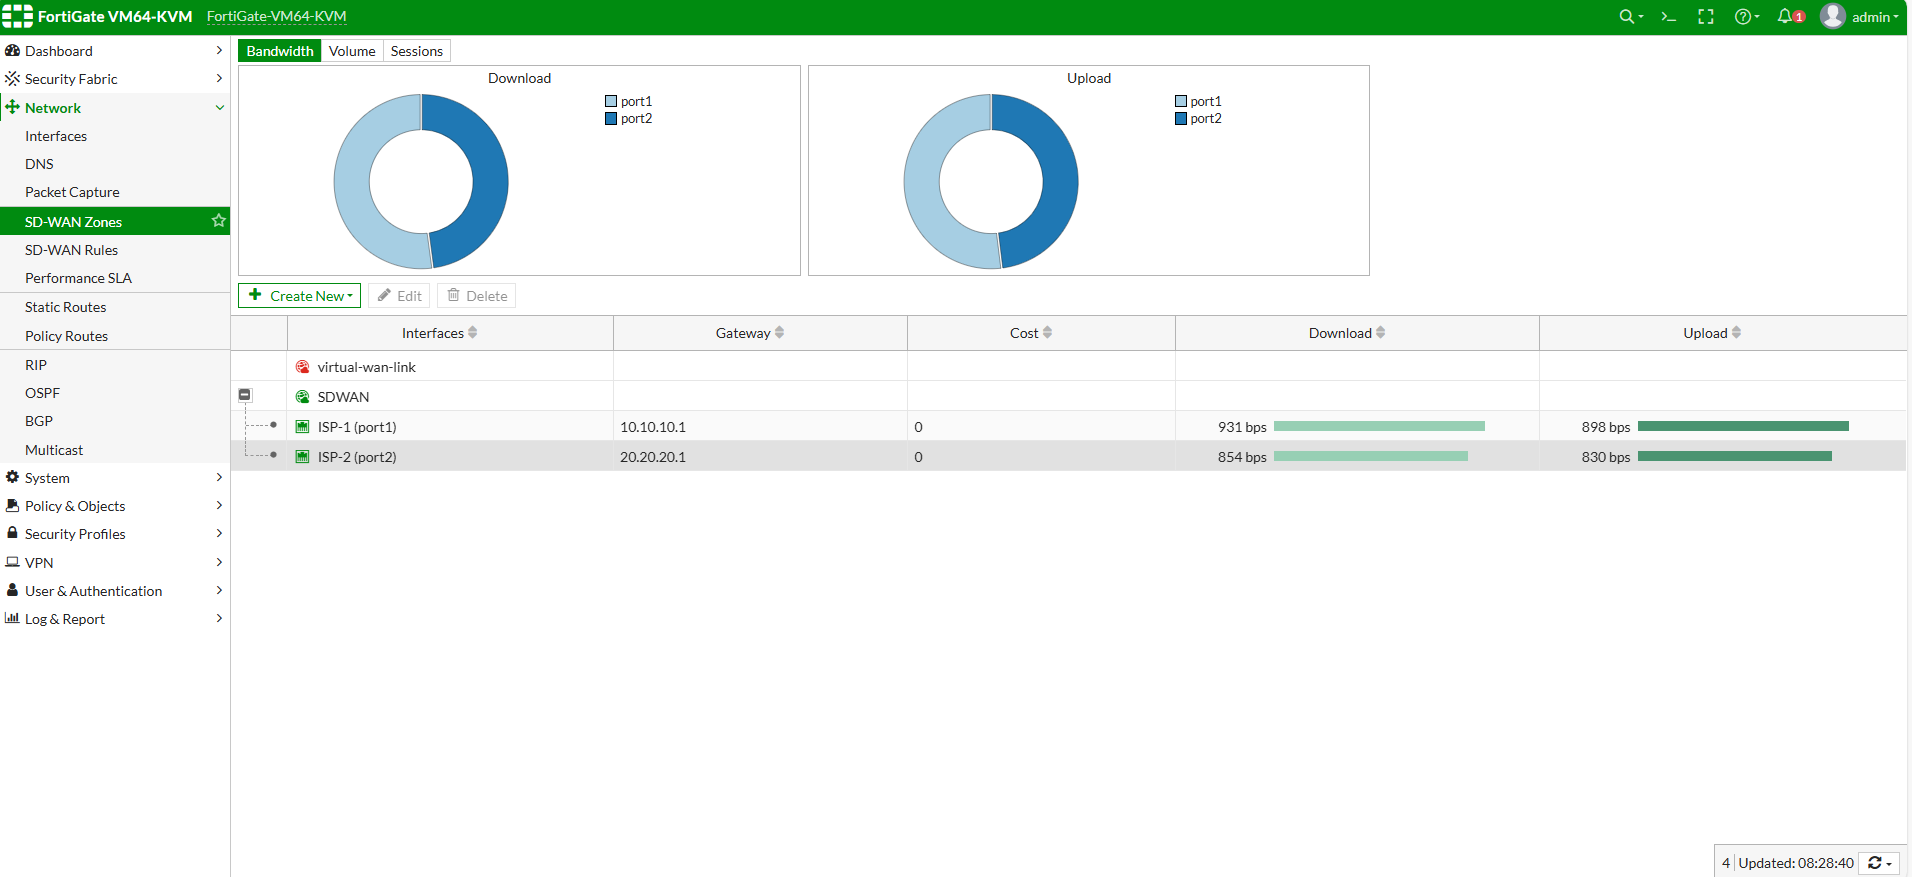 FortiGate VM64-KVM FortiGate-VM64-KVM 1 admin
Dashboard
Security Fabric
Network
Interfaces
DNS
Packet Capture
SD-WAN Zones
SD-WAN Rules
Performance SLA
Static Routes
Policy Routes
RIP
OSPF
BGP
Multicast
System
Policy & Objects
Security Profiles
VPN
User & Authentication
Log & Report
Bandwidth Volume Sessions
Download
port1
port2
Upload
port1
port2
Create New Edit Delete
Interfaces Gateway Cost Download Upload
virtual-wan-link
SDWAN
ISP-1 (port1) 10.10.10.1 0 931 bps 898 bps
ISP-2 (port2) 20.20.20.1 0 854 bps 830 bps
4 Updated: 08:28:40